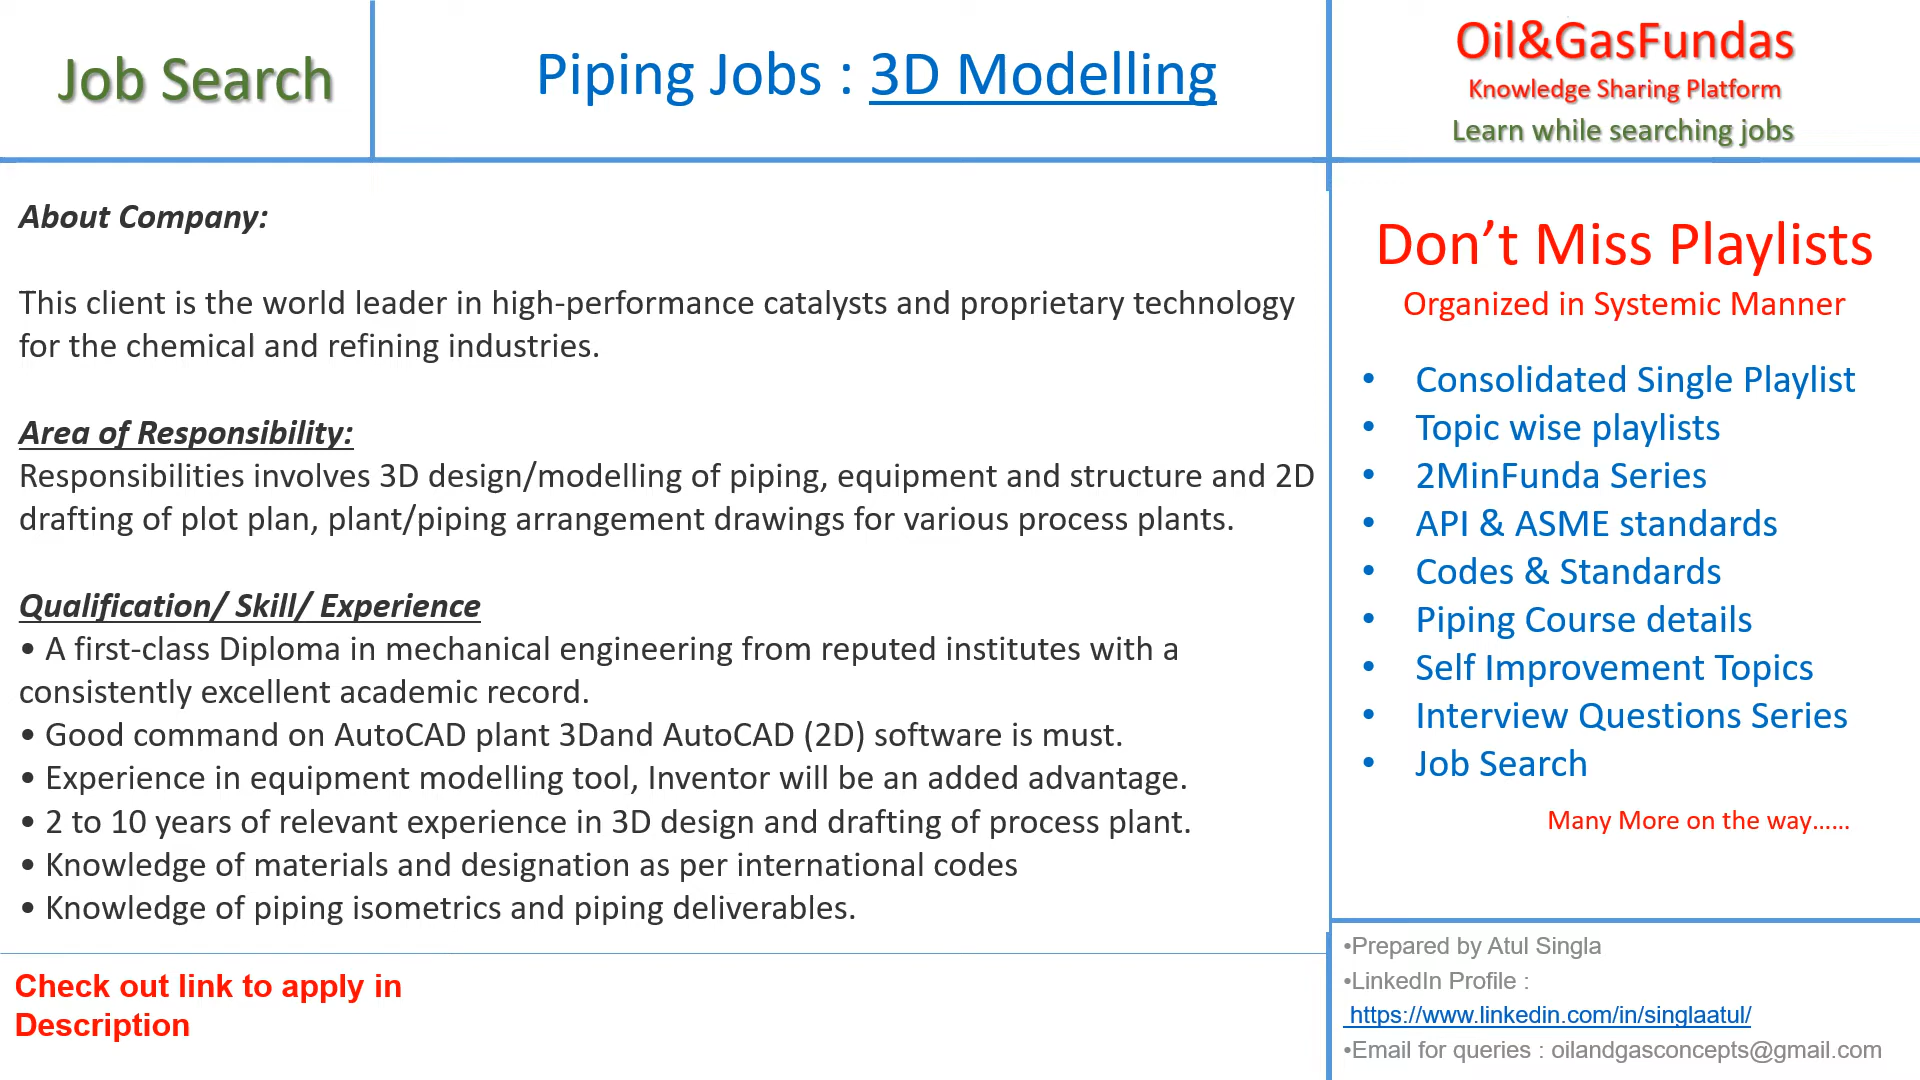 Job Search
Piping Jobs : 3D Modelling
Oil&GasFundas
Knowledge Sharing Platform
Learn while searching jobs
About Company:
This client is the world leader in high-performance catalysts and proprietary technology
for the chemical and refining industries.
Area of Responsibility:
Responsibilities involves 3D design/modelling of piping, equipment and structure and 2D
drafting of plot plan, plant/piping arrangement drawings for various process plants.
Qualification/ Skill/ Experience
• A first-class Diploma in mechanical engineering from reputed institutes with a
consistently excellent academic record.
• Good command on AutoCAD plant 3Dand AutoCAD (2D) software is must.
• Experience in equipment modelling tool, Inventor will be an added advantage.
• 2 to 10 years of relevant experience in 3D design and drafting of process plant.
• Knowledge of materials and designation as per international codes
• Knowledge of piping isometrics and piping deliverables.
Check out link to apply in
Description
Don’t Miss Playlists
Organized in Systemic Manner
• Consolidated Single Playlist
• Topic wise playlists
• 2MinFunda Series
• API & ASME standards
• Codes & Standards
• Piping Course details
• Self Improvement Topics
• Interview Questions Series
• Job Search
Many More on the way……
•Prepared by Atul Singla
•LinkedIn Profile :
https://www.linkedin.com/in/singlaatul/
•Email for queries : oilandgasconcepts@gmail.com